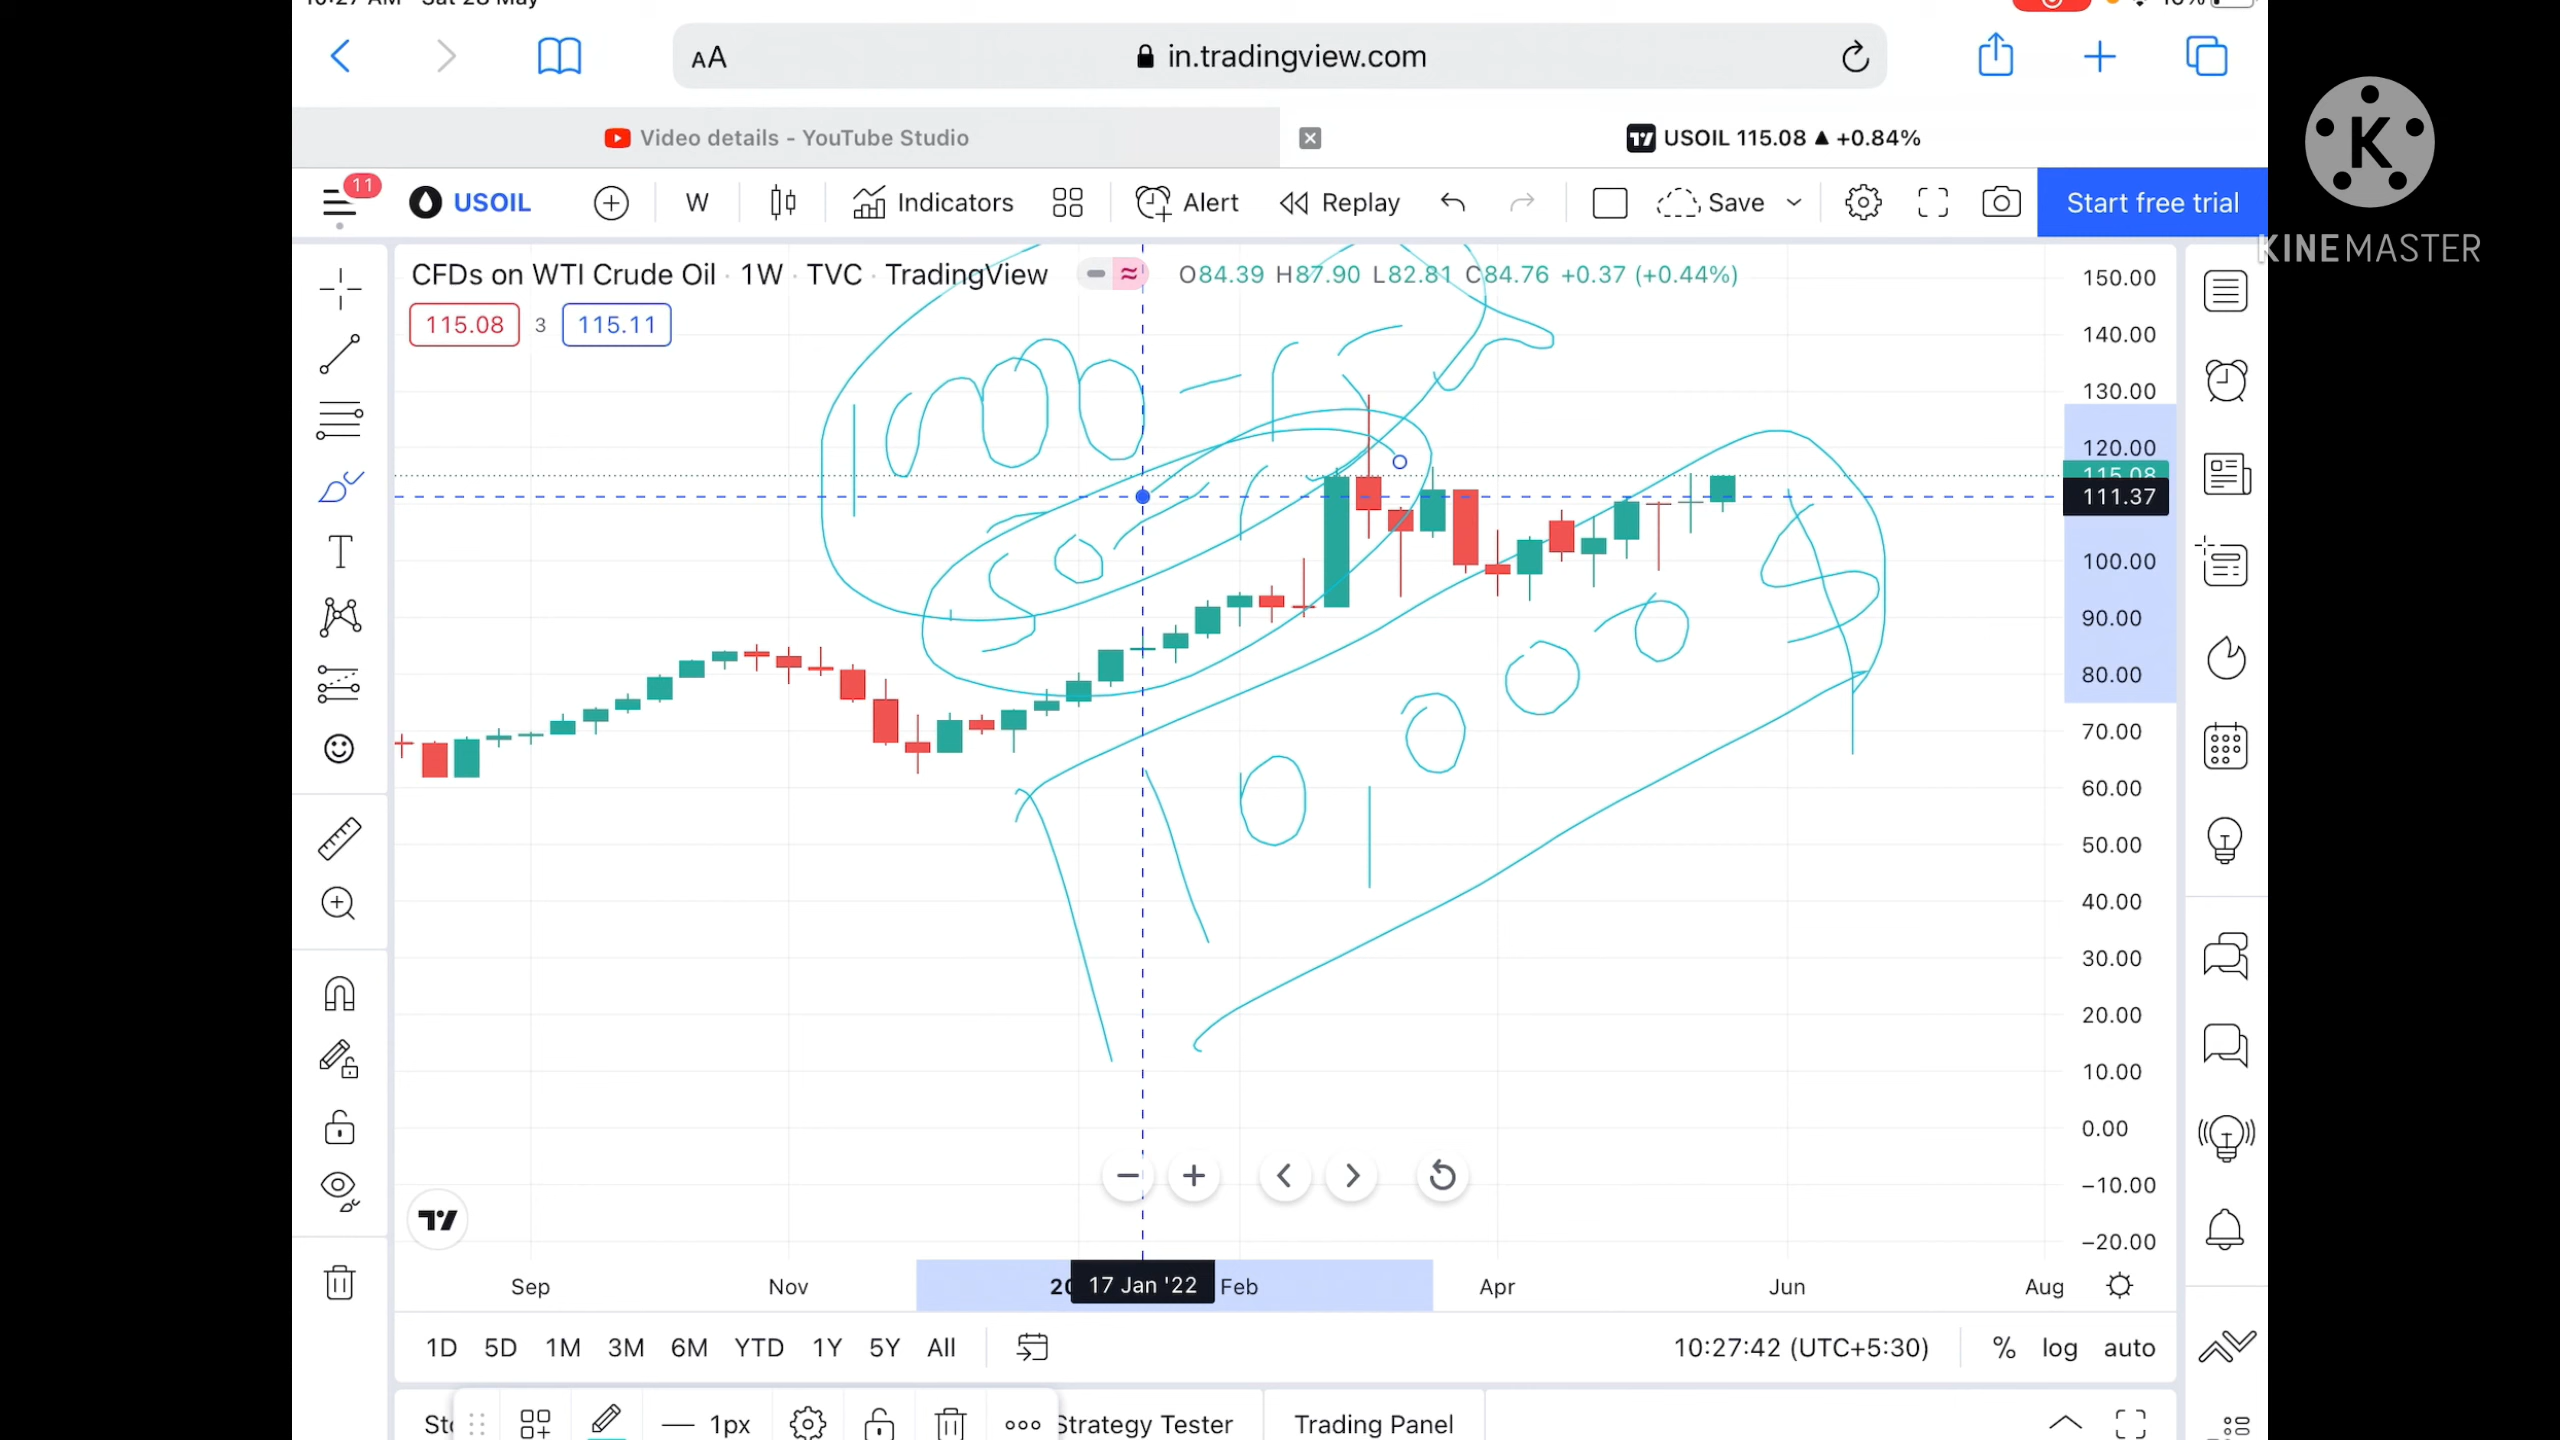 in.tradingview.com
AA
Video details - YouTube Studio
USOIL 115.08 ▲ +0.84%
11
USOIL
W
Indicators
Alert
Replay
Save
Start free trial
KINEMASTER
K
CFDs on WTI Crude Oil · 1W · TVC · TradingView
O84.39 H87.90 L82.81 C84.76 +0.37 (+0.44%)
115.08
3
115.11
150.00
140.00
130.00
120.00
115.08
111.37
100.00
90.00
80.00
70.00
60.00
50.00
40.00
30.00
20.00
10.00
0.00
−10.00
−20.00
Sep
Nov
17 Jan '22
Feb
Apr
Jun
Aug
1D 5D 1M 3M 6M YTD 1Y 5Y All
10:27:42 (UTC+5:30)
% log auto
1px
Strategy Tester
Trading Panel